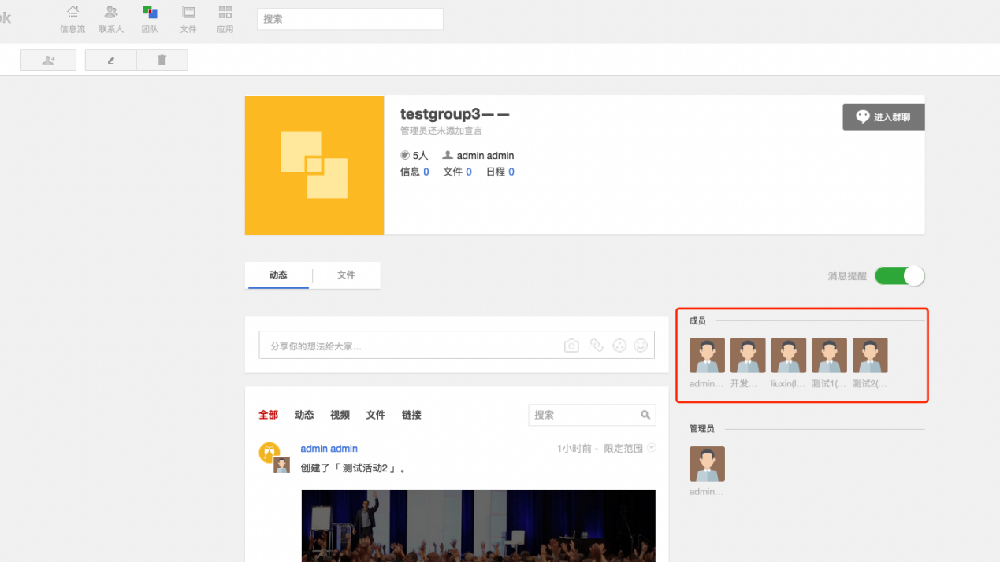 ok
信息流 联系人 团队 文件 应用 搜索
testgroup3——
管理员还未添加宣言
进入群聊
5人 admin admin
信息 0 文件 0 日程 0
动态 文件
消息提醒
分享你的想法给大家...
成员
admin... 开发... liuxin(l... 测试1(... 测试2(...
全部 动态 视频 文件 链接 搜索
管理员
admin...
admin admin
1小时前 - 限定范围
创建了「 测试活动2 」。